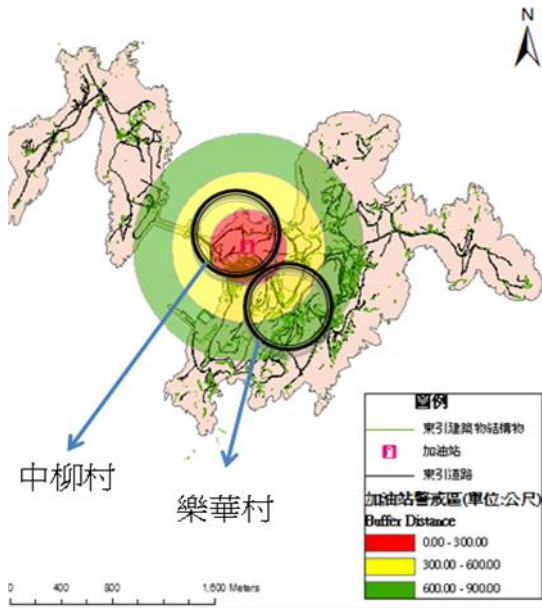 N
中柳村
樂華村
圖例
東引建築物結構物
加油站
東引道路
加油站警戒區(單位:公尺)
Buffer Distance
0.00 - 300.00
300.00 - 600.00
600.00 - 900.00
0 400 800 1,600 Meters